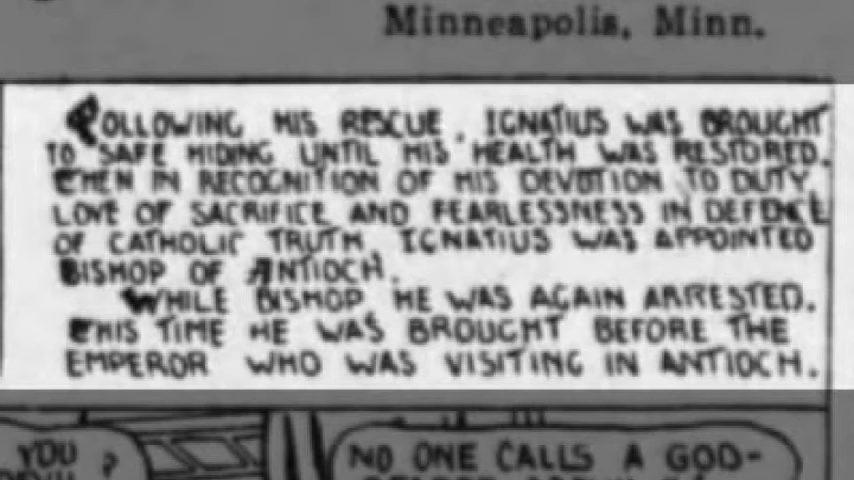 Minneapolis, Minn.
FOLLOWING HIS RESCUE, IGNATIUS WAS BROUGHT
TO SAFE HIDING UNTIL HIS HEALTH WAS RESTORED.
THEN IN RECOGNITION OF HIS DEVOTION TO DUTY,
LOVE OF SACRIFICE AND FEARLESSNESS IN DEFENCE
OF CATHOLIC TRUTH, IGNATIUS WAS APPOINTED
BISHOP OF ANTIOCH.
WHILE BISHOP HE WAS AGAIN ARRESTED.
THIS TIME HE WAS BROUGHT BEFORE THE
EMPEROR WHO WAS VISITING IN ANTIOCH.
YOU
?
NO ONE CALLS A GOD-